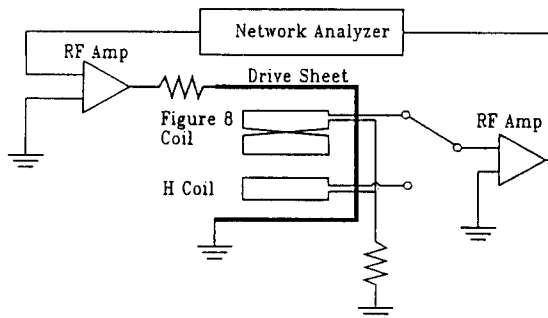 Network Analyzer
RF Amp
Drive Sheet
Figure 8
Coil
RF Amp
H Coil